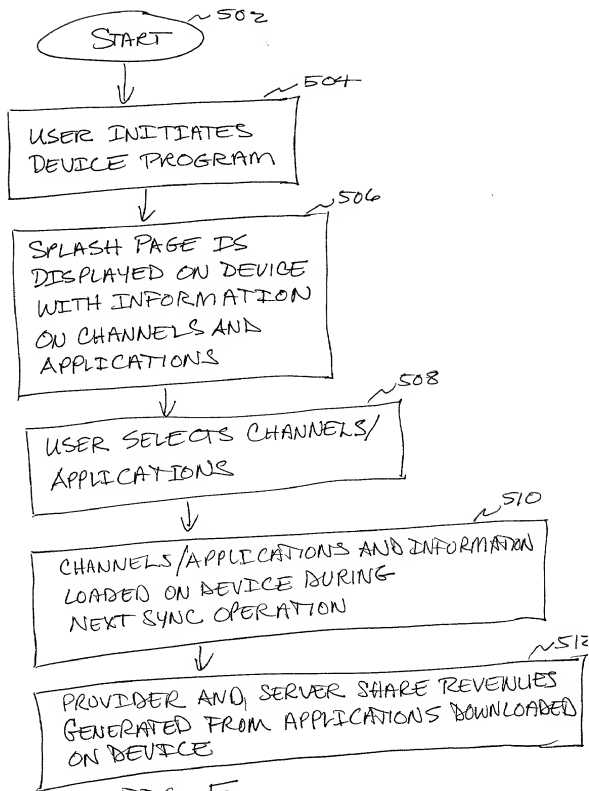 502
START
504
USER INITIATES
DEVICE PROGRAM
506
SPLASH PAGE IS
DISPLAYED ON DEVICE
WITH INFORMATION
ON CHANNELS AND
APPLICATIONS
508
USER SELECTS CHANNELS/
APPLICATIONS
510
CHANNELS/APPLICATIONS AND INFORMATION
LOADED ON DEVICE DURING
NEXT SYNC OPERATION
512
PROVIDER AND SERVER SHARE REVENUES
GENERATED FROM APPLICATIONS DOWNLOADED
ON DEVICE